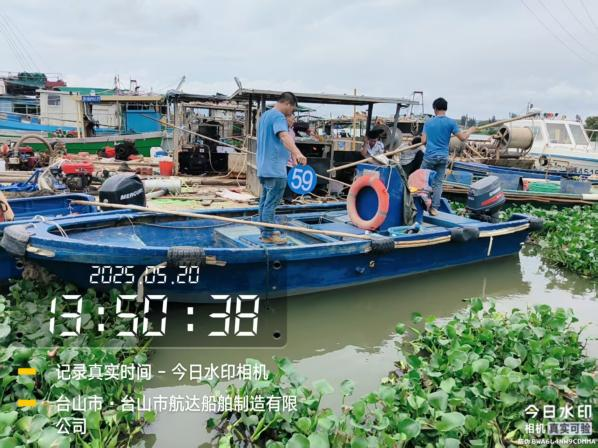 59
MERCURY
2025.05.20
13:50:38
记录真实时间 - 今日水印相机
台山市·台山市航达船舶制造有限
公司
今日水印
相机 真实可验